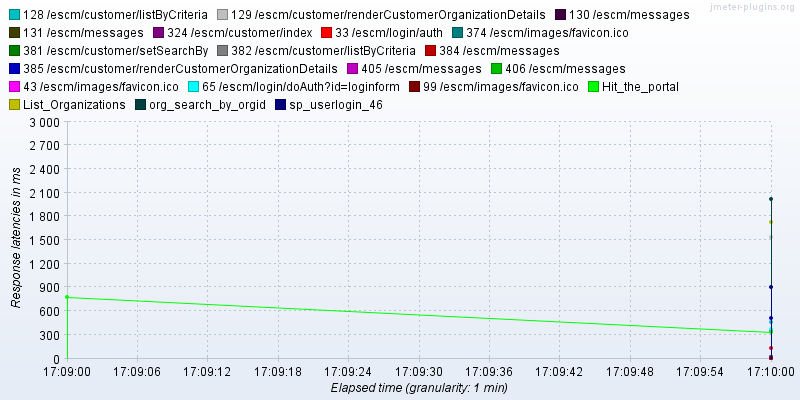 jmeter-plugins.org
128 /escm/customer/listByCriteria 129 /escm/customer/renderCustomerOrganizationDetails 130 /escm/messages
131 /escm/messages 324 /escm/customer/index 33 /escm/login/auth 374 /escm/images/favicon.ico
381 /escm/customer/setSearchBy 382 /escm/customer/listByCriteria 384 /escm/messages
385 /escm/customer/renderCustomerOrganizationDetails 405 /escm/messages 406 /escm/messages
43 /escm/images/favicon.ico 65 /escm/login/doAuth?id=loginform 99 /escm/images/favicon.ico Hit_the_portal
List_Organizations org_search_by_orgid sp_userlogin_46
3 000
2 700
2 400
2 100
1 800
1 500
1 200
900
600
300
0
Response latencies in ms
17:09:00 17:09:06 17:09:12 17:09:18 17:09:24 17:09:30 17:09:36 17:09:42 17:09:48 17:09:54 17:10:00
Elapsed time (granularity: 1 min)